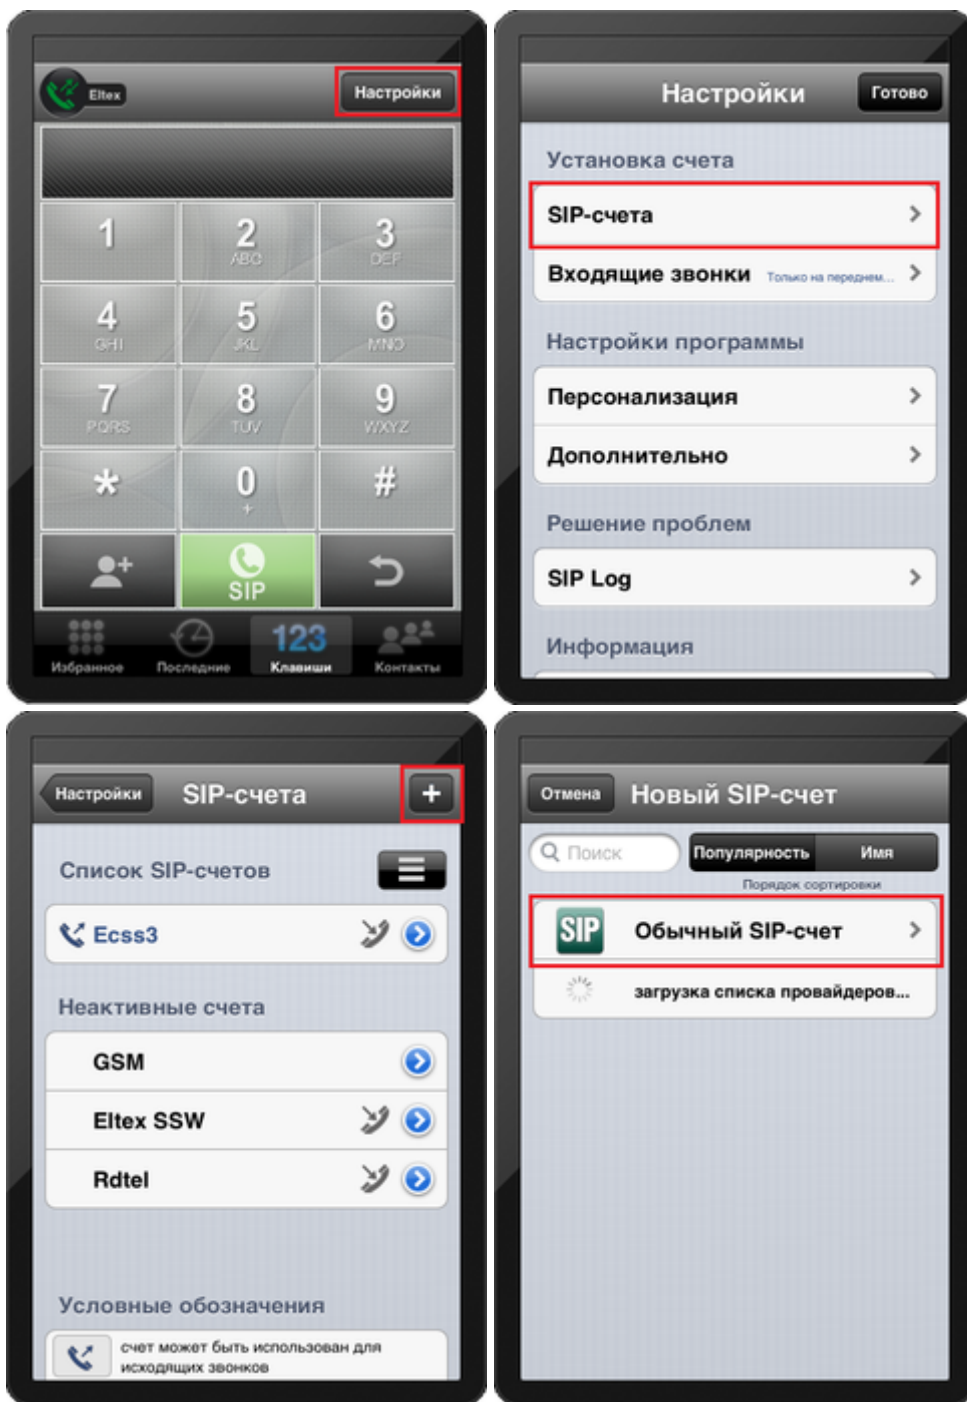 Eltex
Настройки
1
2
ABC
3
DEF
4
GHI
5
JKL
6
MNO
7
PQRS
8
TUV
9
WXYZ
*
0
+
#
SIP
123
Избранное
Последние
Клавиши
Контакты
Настройки
Готово
Установка счета
SIP-счета
Входящие звонки Только на переднем...
Настройки программы
Персонализация
Дополнительно
Решение проблем
SIP Log
Информация
Настройки
SIP-счета
+
Список SIP-счетов
Ecss3
Неактивные счета
GSM
Eltex SSW
Rdtel
Условные обозначения
счет может быть использован для
исходящих звонков
Отмена
Новый SIP-счет
Поиск
Популярность
Имя
Порядок сортировки
SIP
Обычный SIP-счет
загрузка списка провайдеров...